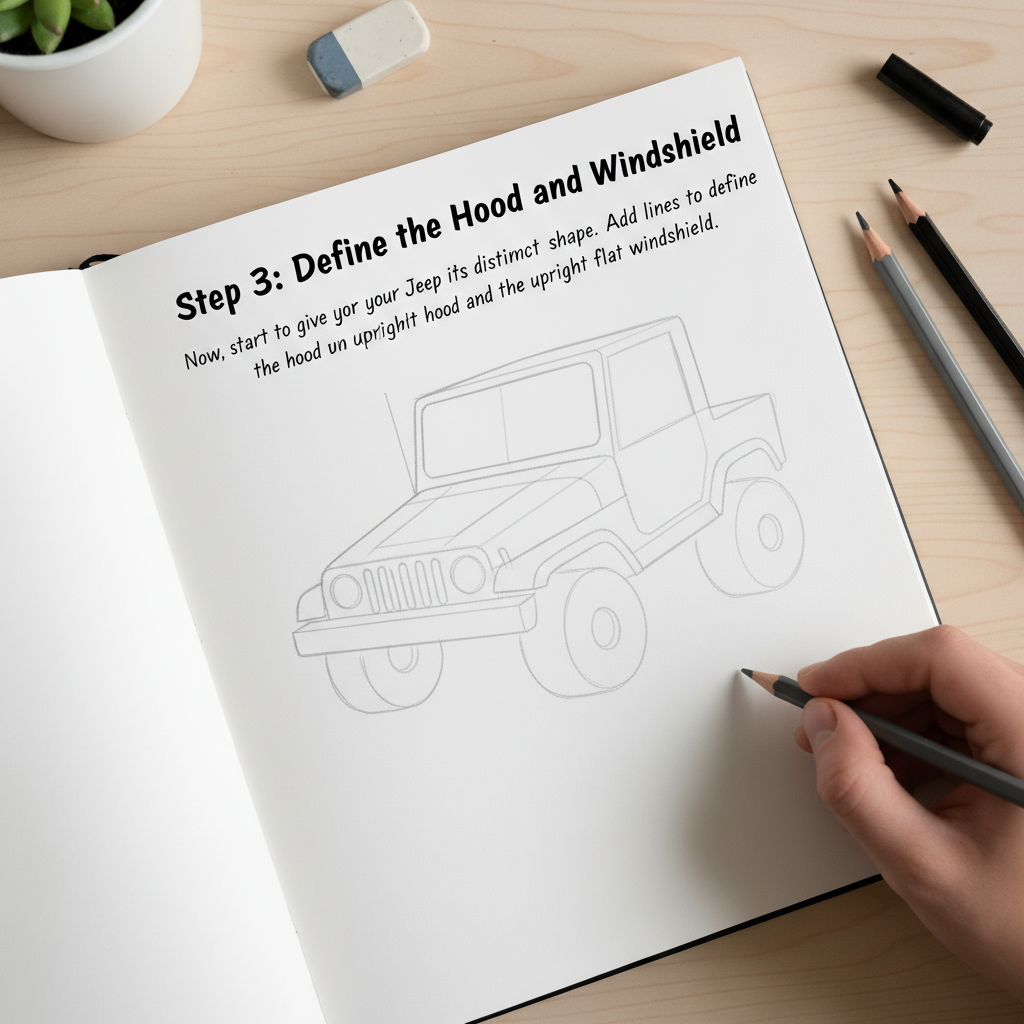 Step 3: Define the Hood and Windshield
Now, start to give yor your Jeep its distimct shape. Add lines to define
the hood un uprighlt hood and the upright flat windshield.